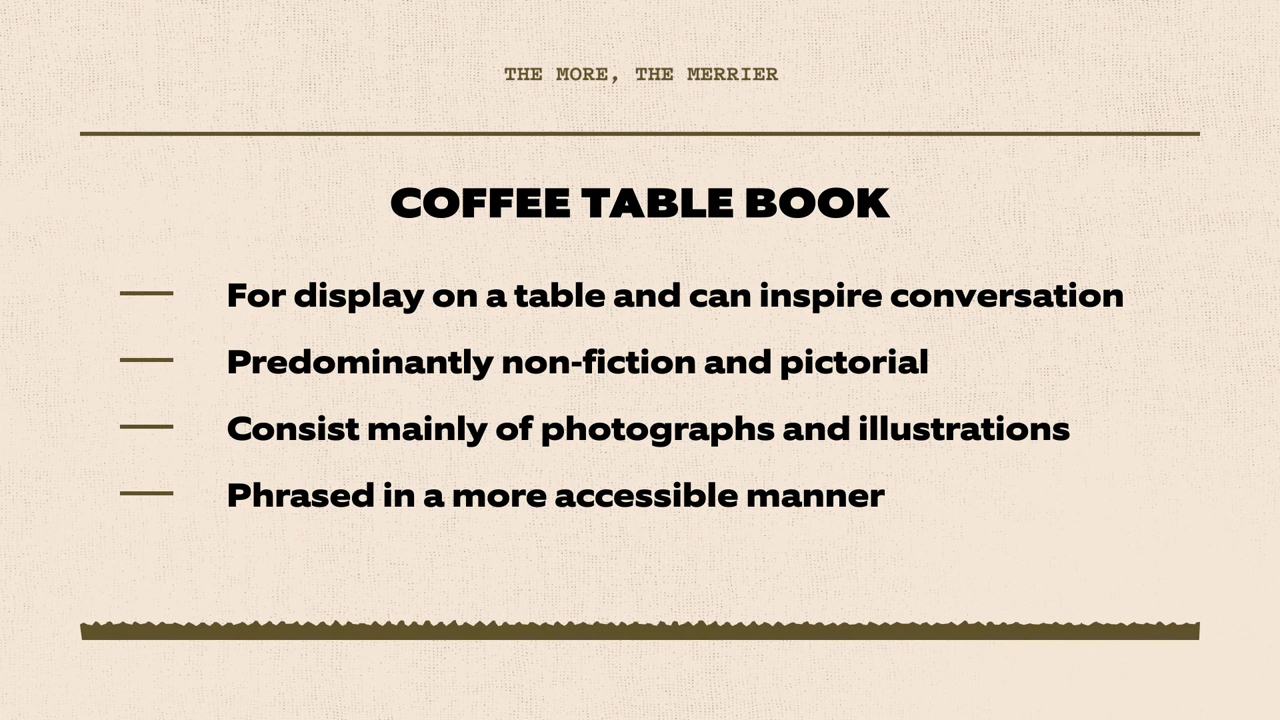 THE MORE, THE MERRIER
COFFEE TABLE BOOK
For display on a table and can inspire conversation
Predominantly non-fiction and pictorial
Consist mainly of photographs and illustrations
Phrased in a more accessible manner